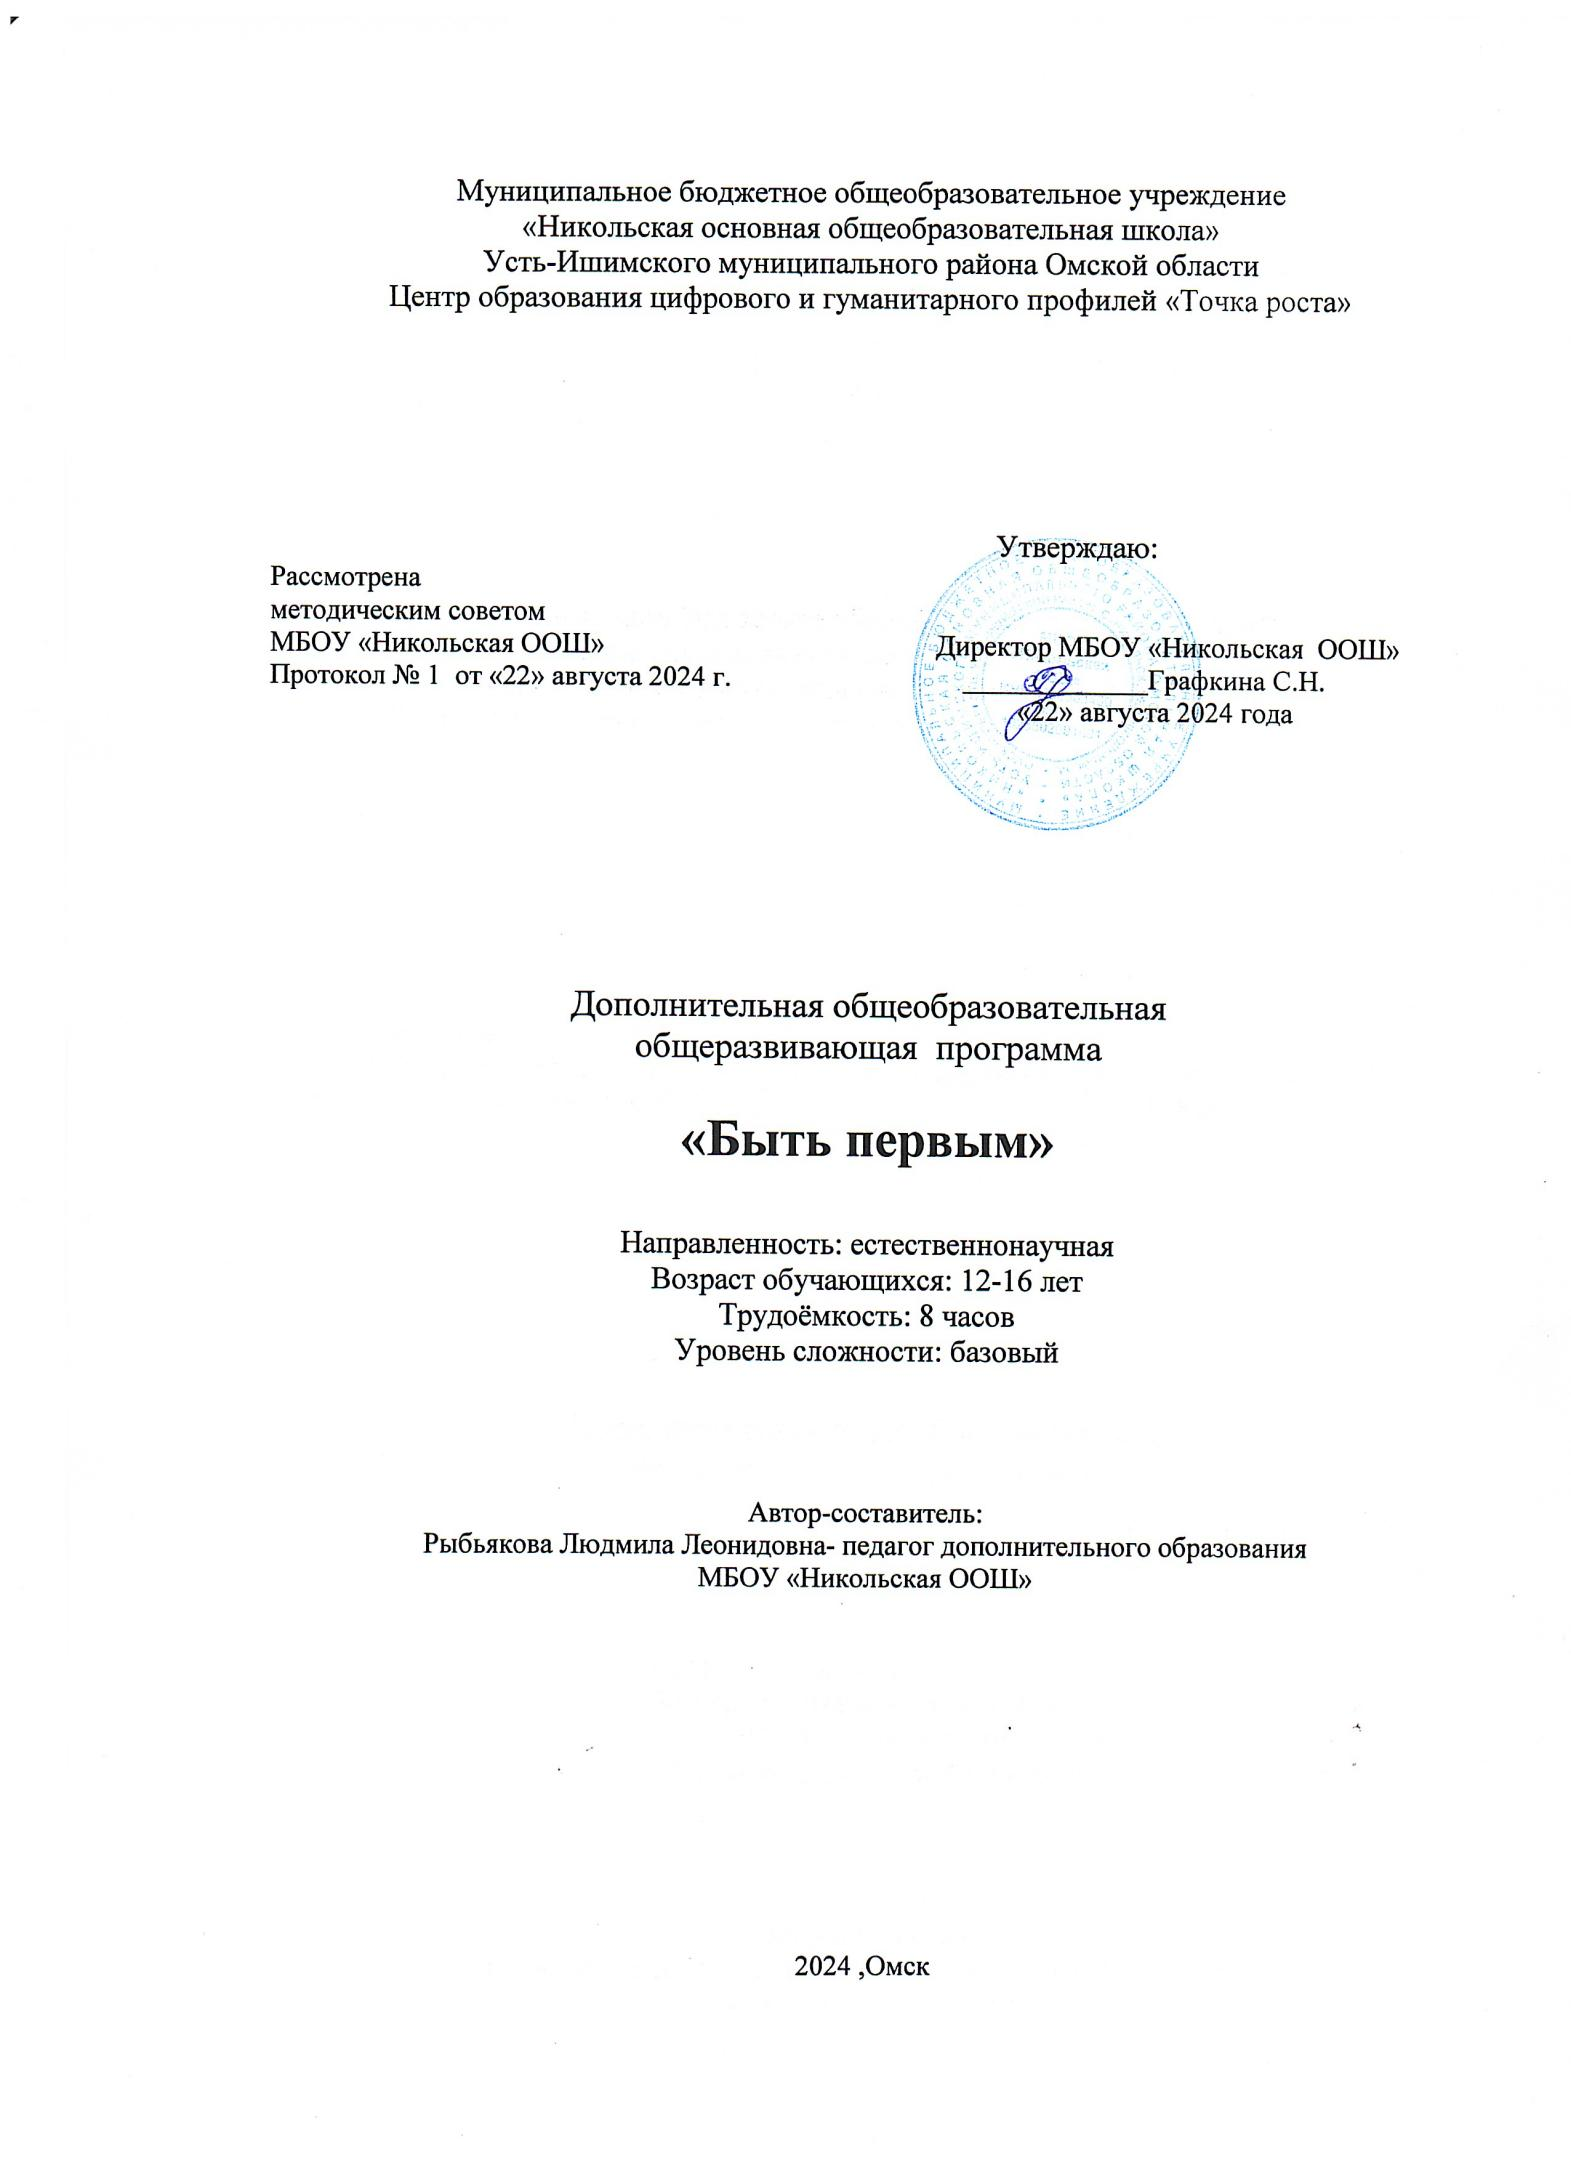 Муниципальное бюджетное общеобразовательное учреждение
«Никольская основная общеобразовательная школа»
Усть-Ишимского муниципального района Омской области
Центр образования цифрового и гуманитарного профилей «Точка роста»
Рассмотрена
методическим советом
МБОУ «Никольская ООШ»
Протокол № 1 от «22» августа 2024 г.
Утверждаю:
Директор МБОУ «Никольская ООШ»
_____________Графкина С.Н.
«22» августа 2024 года
Дополнительная общеобразовательная
общеразвивающая программа
«Быть первым»
Направленность: естественнонаучная
Возраст обучающихся: 12-16 лет
Трудоёмкость: 8 часов
Уровень сложности: базовый
Автор-составитель:
Рыбьякова Людмила Леонидовна- педагог дополнительного образования
МБОУ «Никольская ООШ»
2024 ,Омск